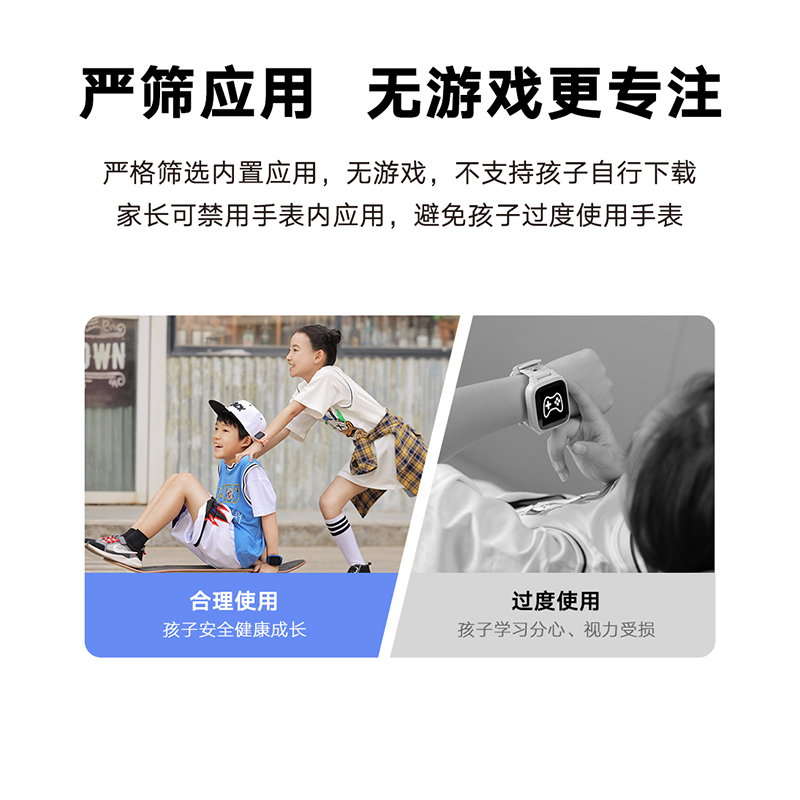 严筛应用 无游戏更专注
严格筛选内置应用，无游戏，不支持孩子自行下载
家长可禁用手表内应用，避免孩子过度使用手表
OWN
合理使用
孩子安全健康成长
过度使用
孩子学习分心、视力受损